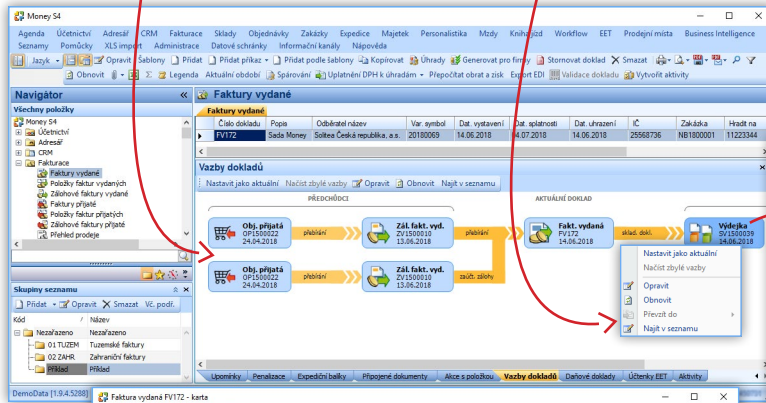 Money S4
Agenda Účetnictví Adresář CRM Fakturace Sklady Objednávky Zakázky Expedice Majetek Personalistika Mzdy Kniha jízd Workflow EET Prodejní místa Business Intelligence
Seznamy Pomůcky XLS import Administrace Datové schránky Informační kanály Nápověda
Jazyk Opravit Šablony Přidat Přidat příkaz Přidat podle šablony Kopírovat Úhrady Generovat pro firmy Stornovat doklad Smazat
Obnovit Legenda Aktuální období Spárování Uplatnění DPH k úhradám Přepočítat obrat a zisk Export EDI Validace dokladu Vytvořit aktivity
Navigátor « Faktury vydané
Všechny položky
Faktury vydané
Číslo dokladu Popis Odběratel název Var. symbol Dat. vystavení Dat. splatnosti Dat. uhrazení IČ Zakázka Hradit na
FV172 Sada Money Solitea Česká republika, a.s. 20180069 14.06.2018 04.07.2018 14.06.2018 25568736 NB1800001 11223344
Money S4
Účetnictví
Adresář
CRM
Fakturace
Faktury vydané
Položky faktur vydaných
Zálohové faktury vydané
Faktury přijaté
Položky faktur přijatých
Zálohové faktury přijaté
Přehled prodeje
Vazby dokladů
Nastavit jako aktuální Načíst zbylé vazby Opravit Obnovit Najít v seznamu
PŘEDCHŮDCI AKTUÁLNÍ DOKLAD
Obj. přijatá
OP1500022
24.04.2018
přebírání
Zál. fakt. vyd.
ZV1500010
13.06.2018
přebírání
Fakt. vydaná
FV172
14.06.2018
sklad. dokl.
Výdejka
SV1500039
14.06.2018
Obj. přijatá
OP1500022
24.04.2018
přebírání
Zál. fakt. vyd.
ZV1500010
13.06.2018
zaúčt. zálohy
Nastavit jako aktuální
Načíst zbylé vazby
Opravit
Obnovit
Převzít do
Najít v seznamu
Skupiny seznamu
Přidat Opravit Smazat Vč. podř.
Kód / Název
Nezařazeno Nezařazeno
01 TUZEM Tuzemské faktury
02 ZAHR Zahraniční faktury
Příklad Příklad
Upomínky Penalizace Expediční balíky Připojené dokumenty Akce s položkou Vazby dokladů Daňové doklady Účtenky EET Aktivity
DemoData [1.9.4.5288]
Faktura vydaná FV172 - karta